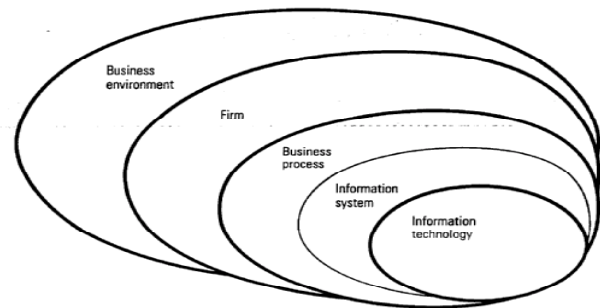 Business
environment
Firm
Business
process
Information
system
Information
technology